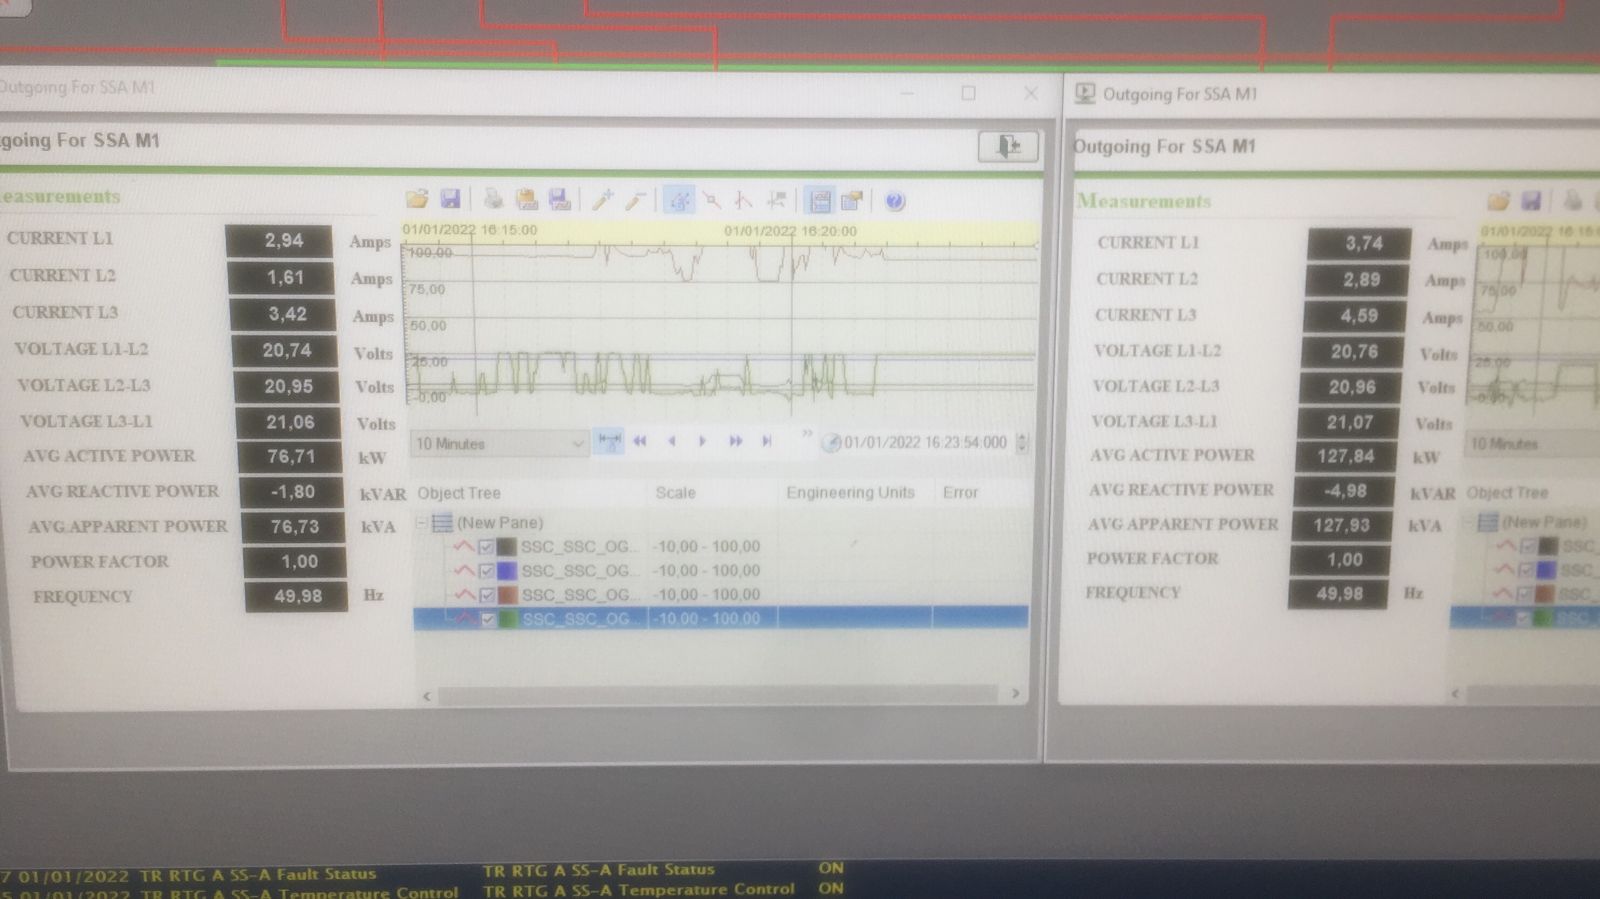 Outgoing For SSA M1
going For SSA M1
easurements
CURRENT L1 2,94 Amps
CURRENT L2 1,61 Amps
CURRENT L3 3,42 Amps
VOLTAGE L1-L2 20,74 Volts
VOLTAGE L2-L3 20,95 Volts
VOLTAGE L3-L1 21,06 Volts
AVG ACTIVE POWER 76,71 kW
AVG REACTIVE POWER -1,80 kVAR
AVG APPARENT POWER 76,73 kVA
POWER FACTOR 1,00
FREQUENCY 49,98 Hz
01/01/2022 16:15:00 01/01/2022 16:20:00
100,00
75,00
50,00
25,00
-0,00
10 Minutes 01/01/2022 16:23:54:000
Object Tree Scale Engineering Units Error
(New Pane)
SSC_SSC_OG... -10,00 - 100,00
SSC_SSC_OG... -10,00 - 100,00
SSC_SSC_OG... -10,00 - 100,00
SSC_SSC_OG... -10,00 - 100,00
Outgoing For SSA M1
Outgoing For SSA M1
Measurements
CURRENT L1 3,74 Amps
CURRENT L2 2,89 Amps
CURRENT L3 4,59 Amps
VOLTAGE L1-L2 20,76 Volts
VOLTAGE L2-L3 20,96 Volts
VOLTAGE L3-L1 21,07 Volts
AVG ACTIVE POWER 127,84 kW
AVG REACTIVE POWER -4,98 kVAR
AVG APPARENT POWER 127,93 kVA
POWER FACTOR 1,00
FREQUENCY 49,98 Hz
01/01/2022
100,00
75,00
50,00
25,00
10 Minutes
Object Tree
(New Pane)
SSC_
SSC_
SSC_
SSC_
7 01/01/2022 TR RTG A SS-A Fault Status TR RTG A SS-A Fault Status ON
5 01/01/2022 TR RTG A SS-A Temperature Control TR RTG A SS-A Temperature Control ON